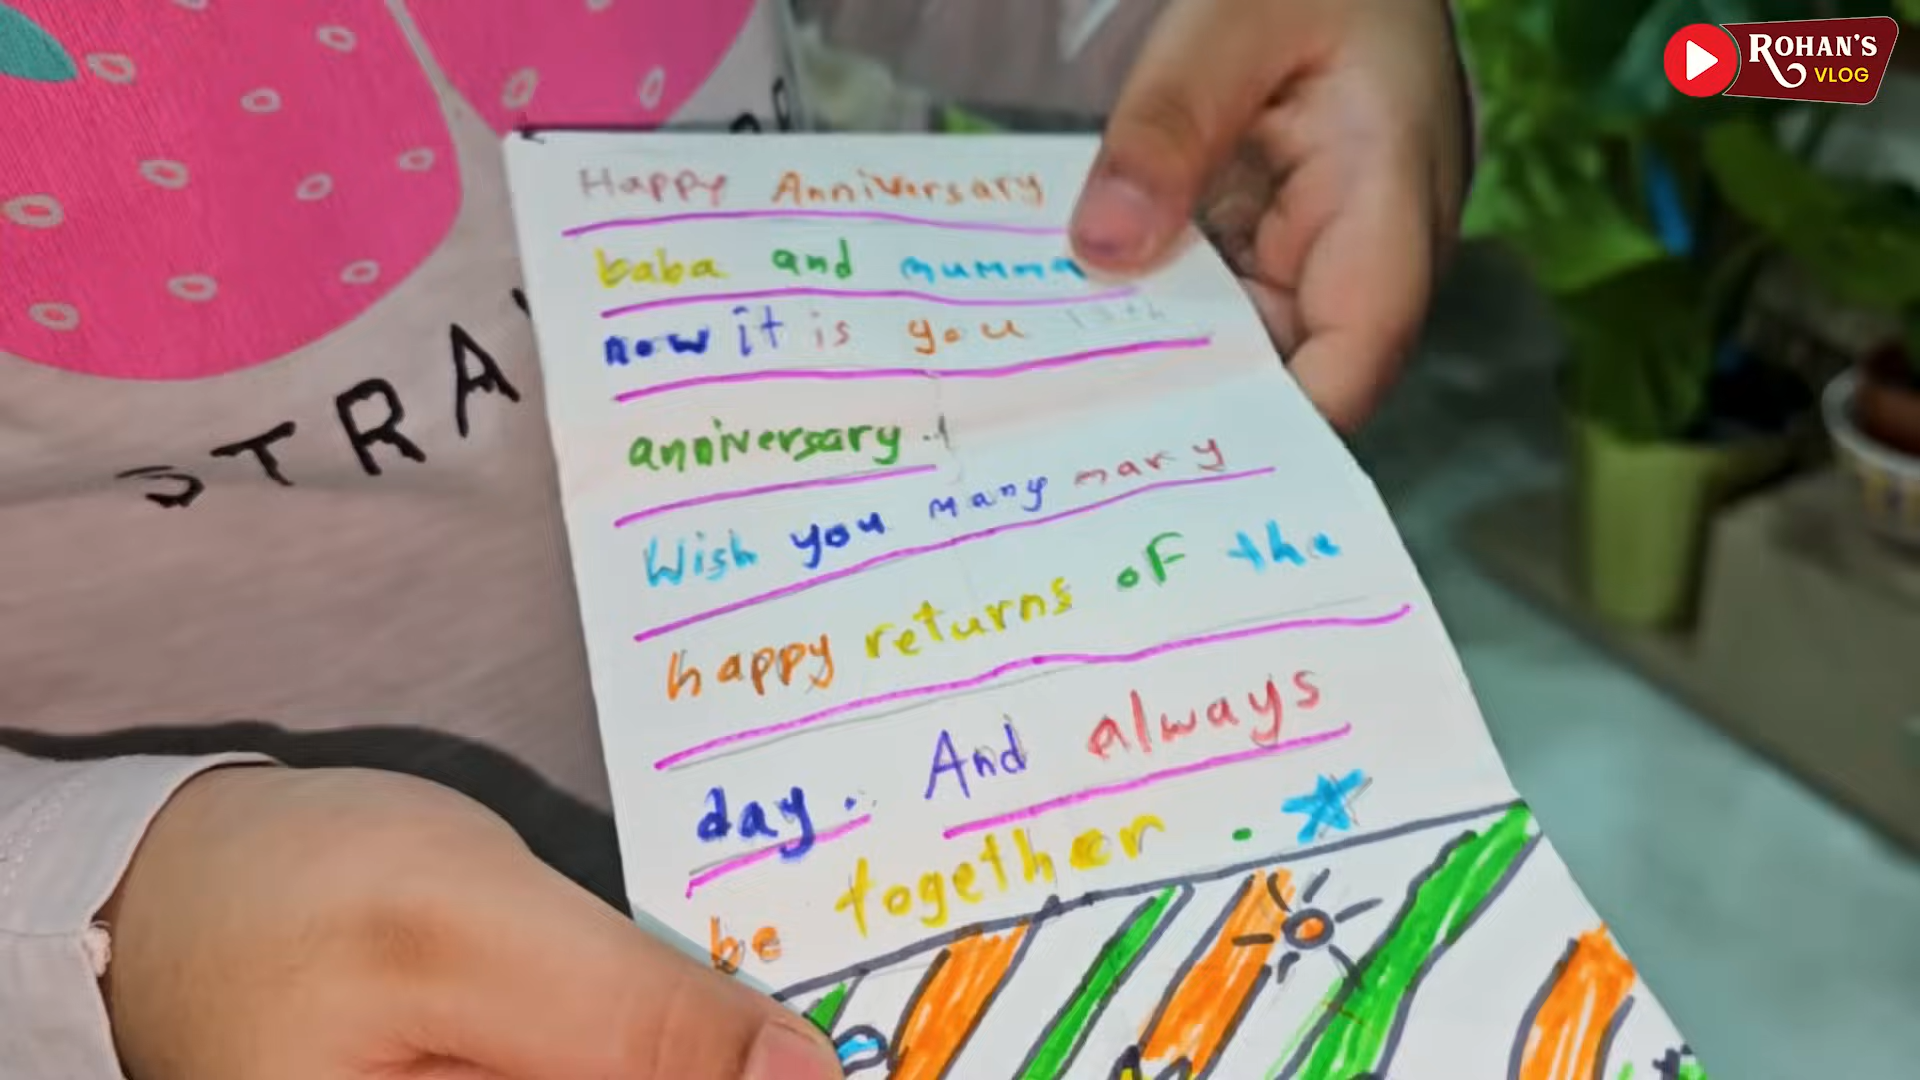 ROHAN'S
VLOG
STRA
Happy Anniversary
baba and mumma
now it is you
anniversary.
Wish you many mary
happy returns of the
day. And always
be together.